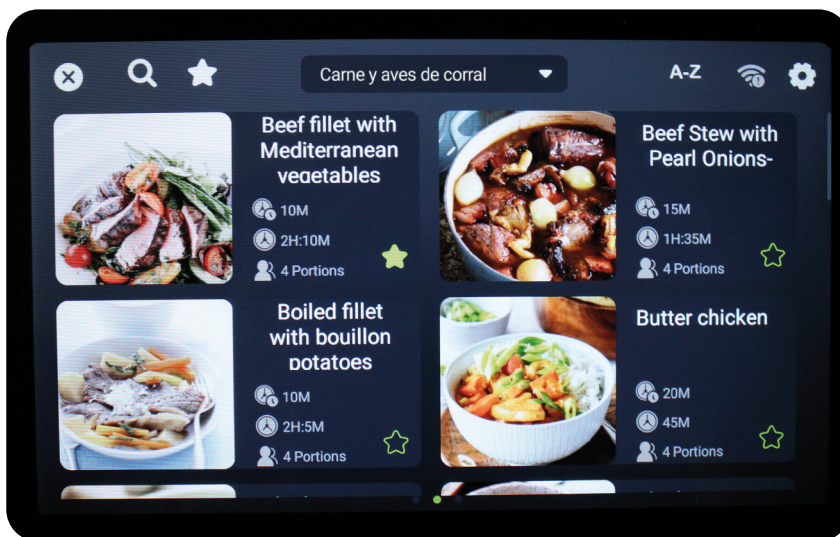 Carne y aves de corral
A-Z
Beef fillet with
Mediterranean
vegetables
10M
2H:10M
4 Portions
Beef Stew with
Pearl Onions-
15M
1H:35M
4 Portions
Boiled fillet
with bouillon
potatoes
10M
2H:5M
4 Portions
Butter chicken
20M
45M
4 Portions